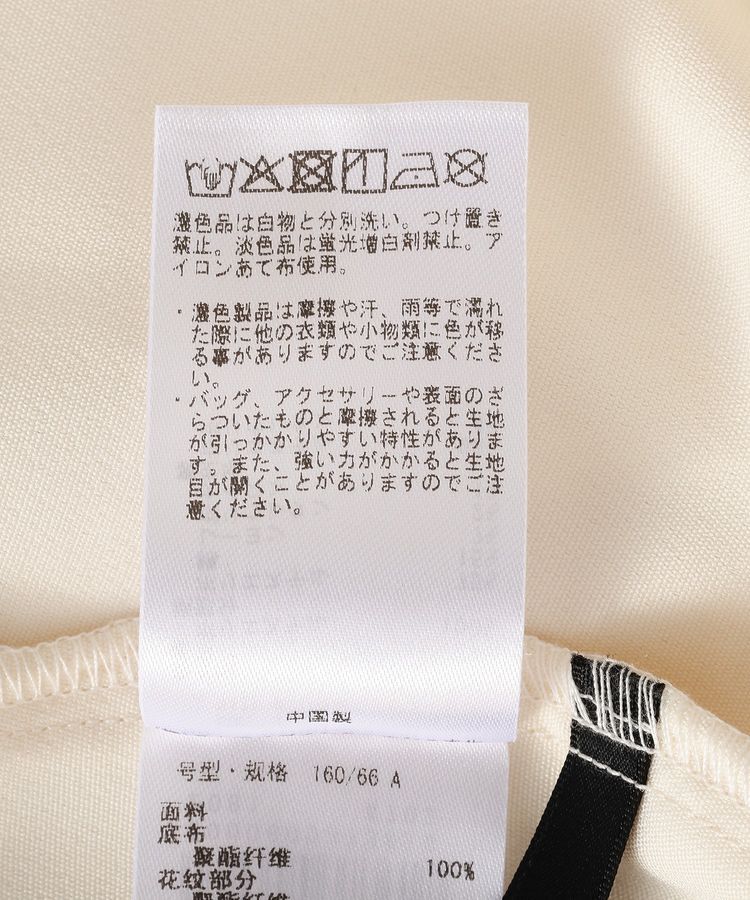 濃色品は白物と分別洗い。つけ置き
禁止。淡色品は蛍光増白剤禁止。ア
イロンあて布使用。
・濃色製品は摩擦や汗、雨等で濡れ
た際に他の衣類や小物類に色が移
る事がありますのでご注意くださ
い。
・バッグ、アクセサリーや表面のざ
らついたものと摩擦されると生地
が引っかかりやすい特性がありま
す。また、強い力がかかると生地
目が開くことがありますのでご注
意ください。
中国製
号型・规格 160/66 A
面料
底布
聚酯纤维 100%
花纹部分
聚酯纤维